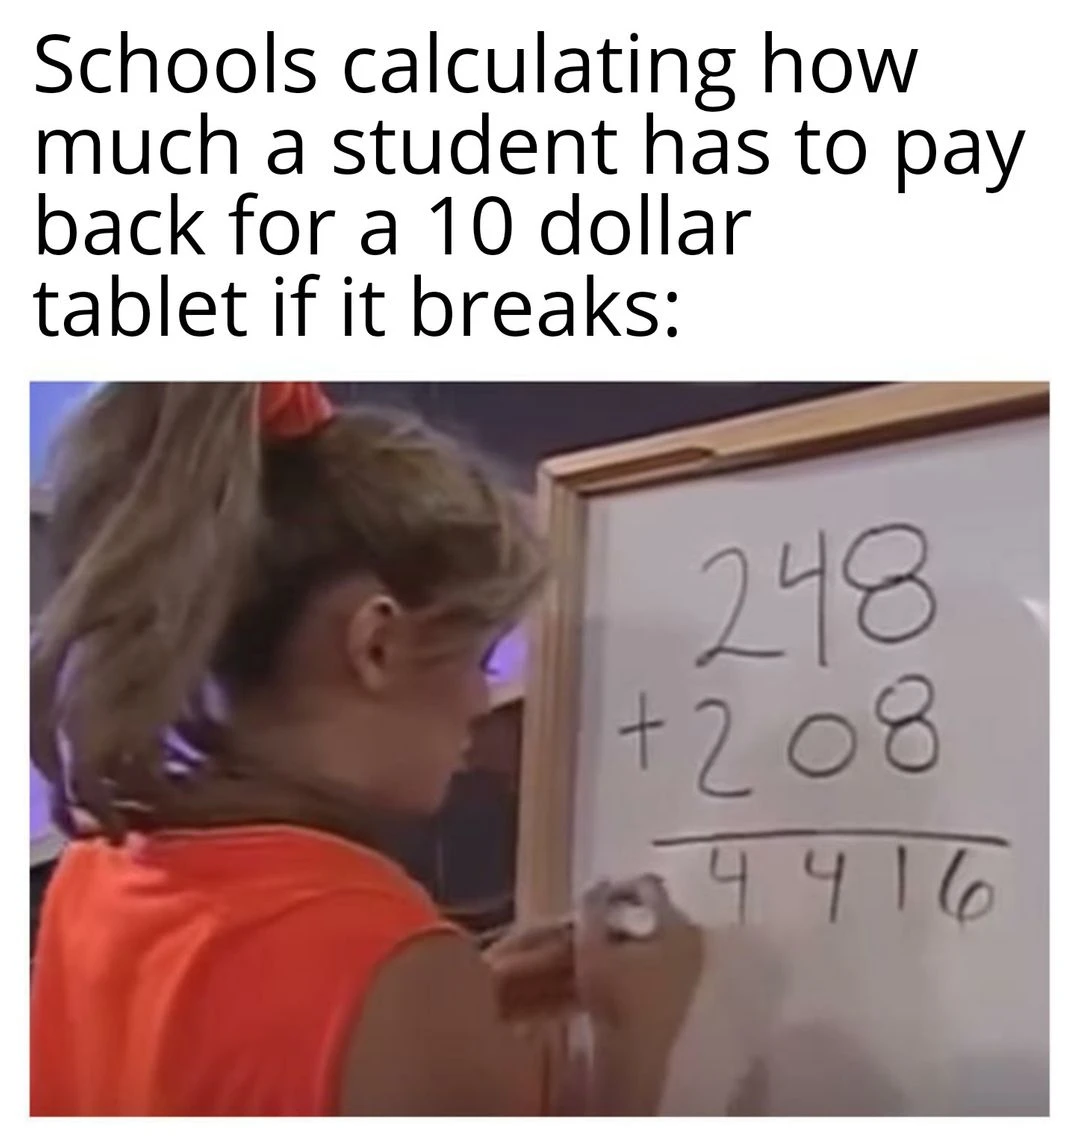 Schools calculating how
much a student has to pay
back for a 10 dollar
tablet if it breaks:
248
+208
4416